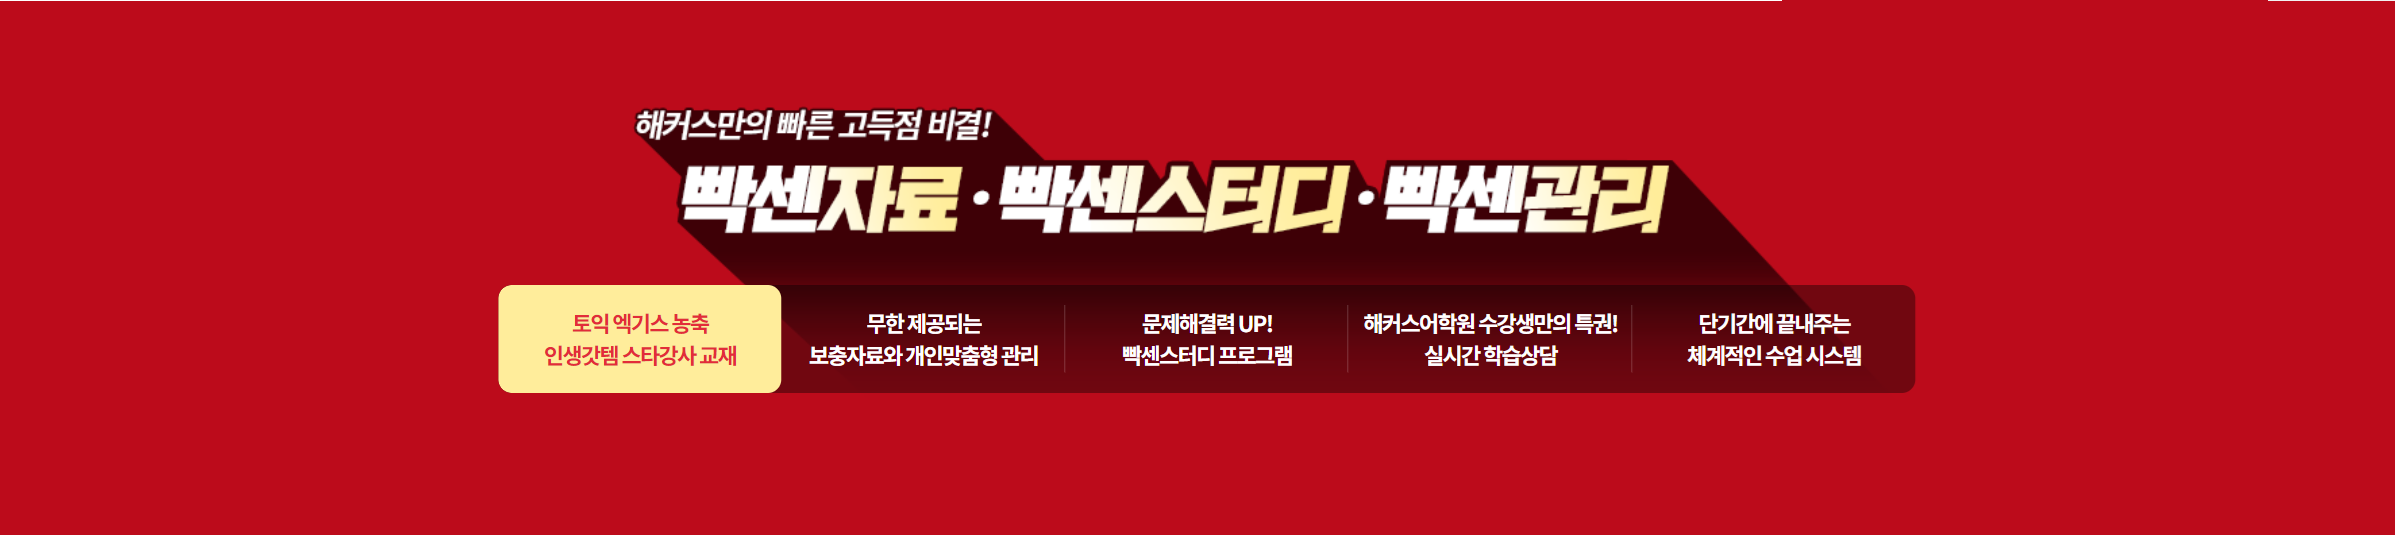 해커스만의 빠른 고득점 비결!
빡센자료·빡센스터디·빡센관리
토익 엑기스 농축
인생갓템 스타강사 교재
무한 제공되는
보충자료와 개인맞춤형 관리
문제해결력 UP!
빡센스터디 프로그램
해커스어학원 수강생만의 특권!
실시간 학습상담
단기간에 끝내주는
체계적인 수업 시스템